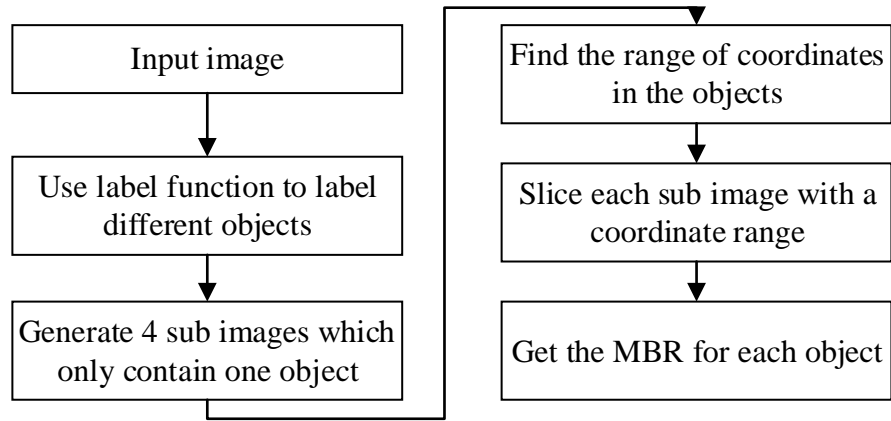 Input image
Use label function to label
different objects
Generate 4 sub images which
only contain one object
Find the range of coordinates
in the objects
Slice each sub image with a
coordinate range
Get the MBR for each object